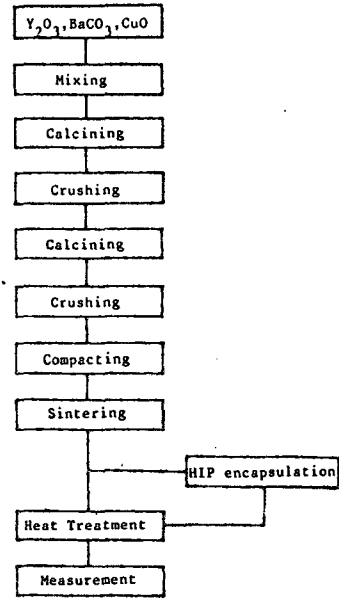 Y2O3,BaCO3,CuO
Mixing
Calcining
Crushing
Calcining
Crushing
Compacting
Sintering
HIP encapsulation
Heat Treatment
Measurement